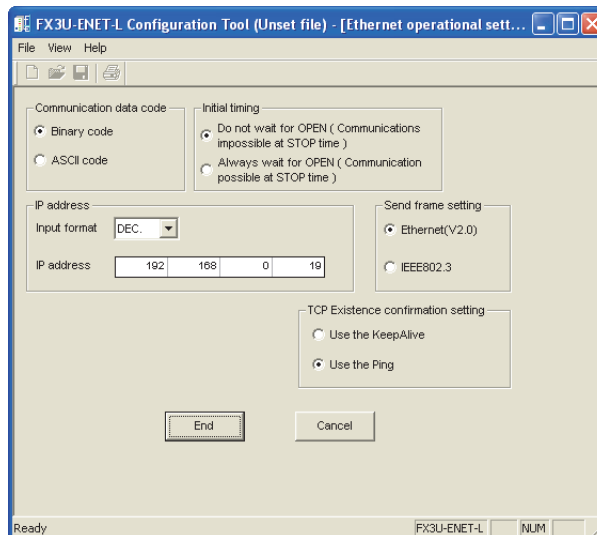 FX3U-ENET-L Configuration Tool (Unset file) - [Ethernet operational sett...
File View Help
Communication data code
Binary code
ASCII code
Initial timing
Do not wait for OPEN ( Communications
impossible at STOP time )
Always wait for OPEN ( Communication
possible at STOP time )
IP address
Input format DEC.
IP address 192 168 0 19
Send frame setting
Ethernet(V2.0)
IEEE802.3
TCP Existence confirmation setting
Use the KeepAlive
Use the Ping
End Cancel
Ready FX3U-ENET-L NUM